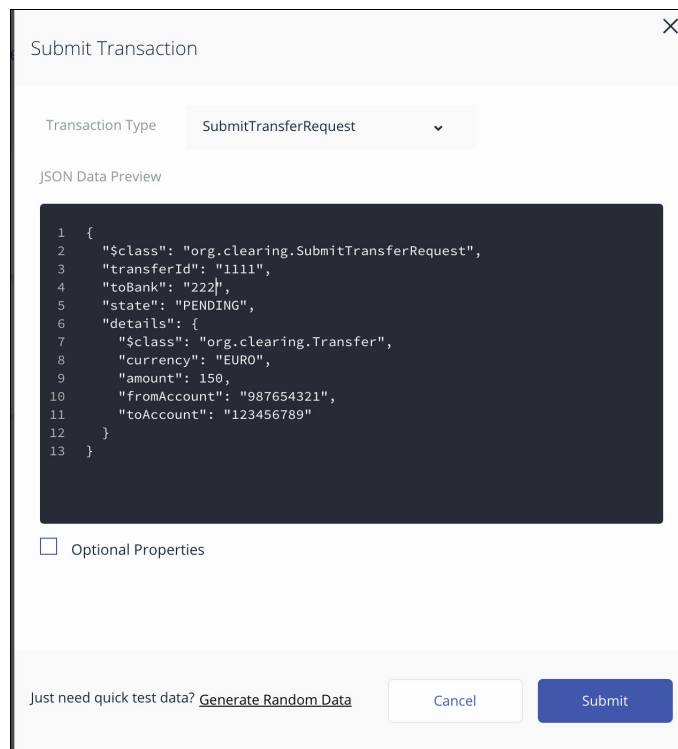 Submit Transaction
Transaction Type SubmitTransferRequest
JSON Data Preview
1 {
2 "$class": "org.clearing.SubmitTransferRequest",
3 "transferId": "1111",
4 "toBank": "222",
5 "state": "PENDING",
6 "details": {
7 "$class": "org.clearing.Transfer",
8 "currency": "EURO",
9 "amount": 150,
10 "fromAccount": "987654321",
11 "toAccount": "123456789"
12 }
13 }
Optional Properties
Just need quick test data? Generate Random Data Cancel Submit